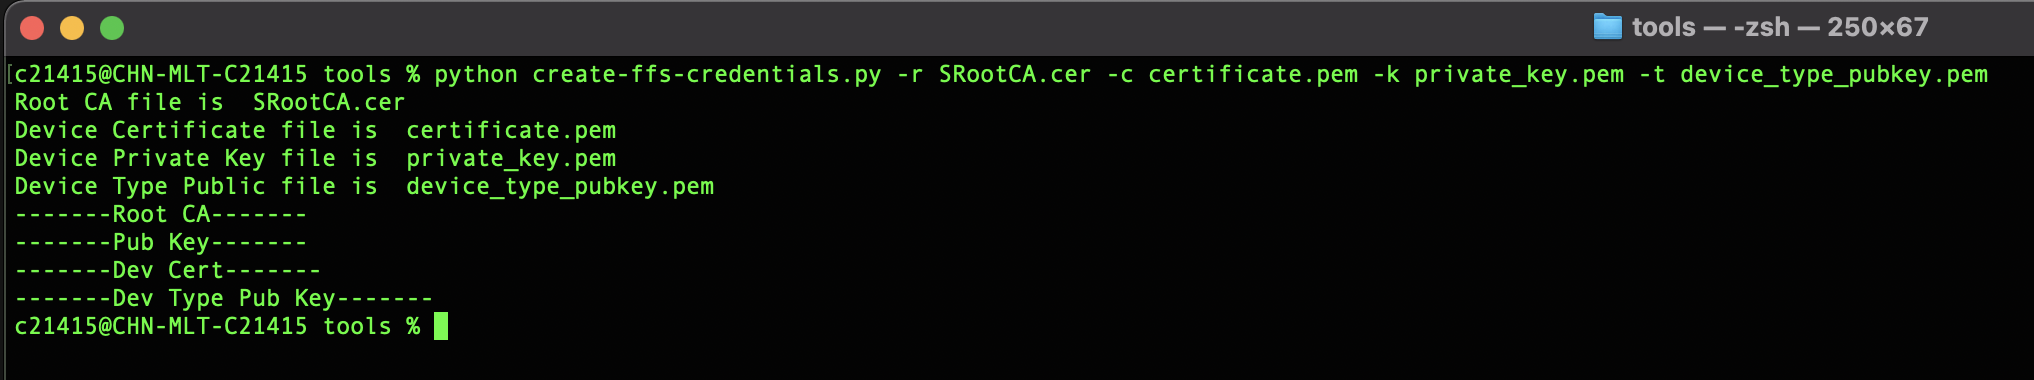 tools — -zsh — 250×67
[c21415@CHN-MLT-C21415 tools % python create-ffs-credentials.py -r SRootCA.cer -c certificate.pem -k private_key.pem -t device_type_pubkey.pem
Root CA file is  SRootCA.cer
Device Certificate file is  certificate.pem
Device Private Key file is  private_key.pem
Device Type Public file is  device_type_pubkey.pem
-------Root CA-------
-------Pub Key-------
-------Dev Cert-------
-------Dev Type Pub Key-------
c21415@CHN-MLT-C21415 tools %